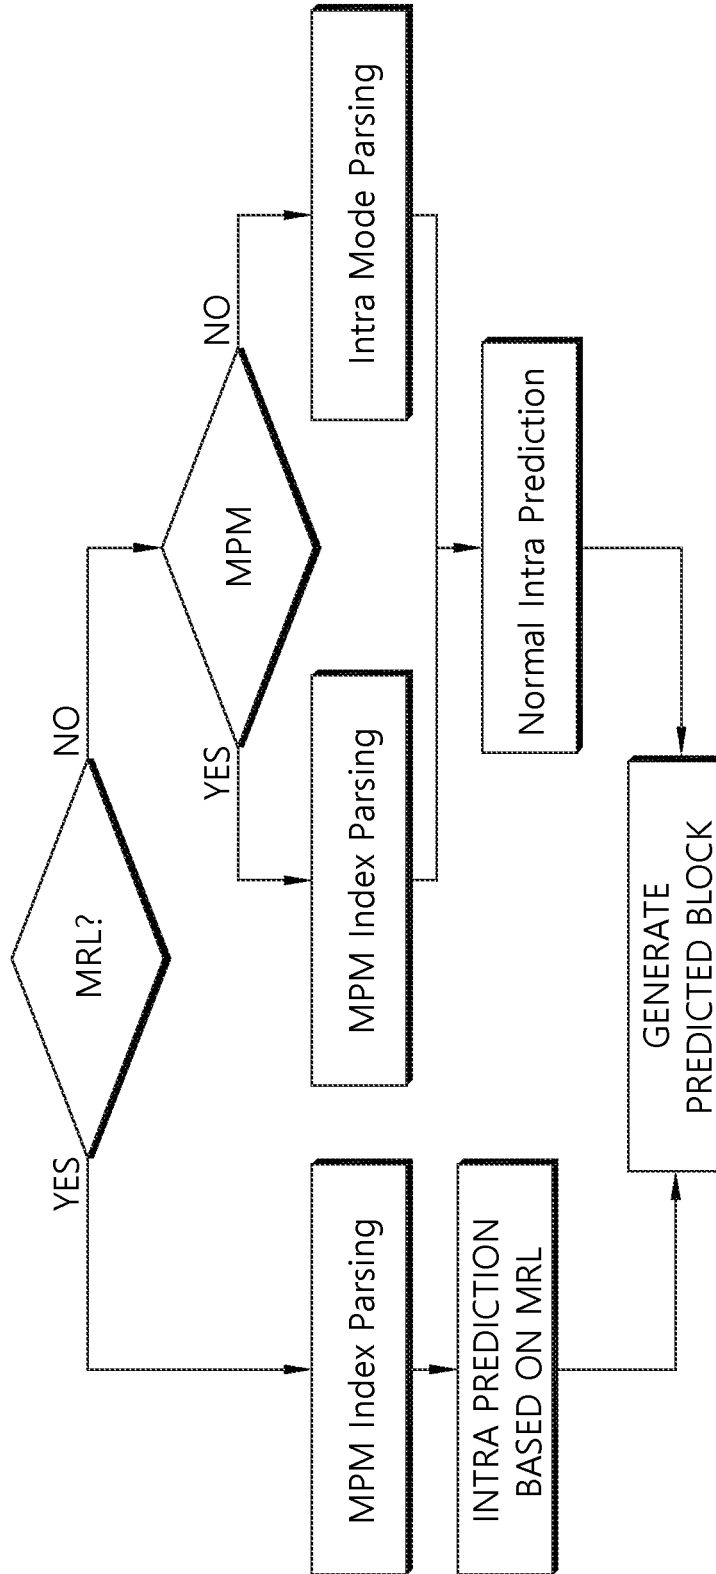 MRL?
YES
NO
MPM
YES
NO
MPM Index Parsing
MPM Index Parsing
Intra Mode Parsing
INTRA PREDICTION
BASED ON MRL
Normal Intra Prediction
GENERATE
PREDICTED BLOCK